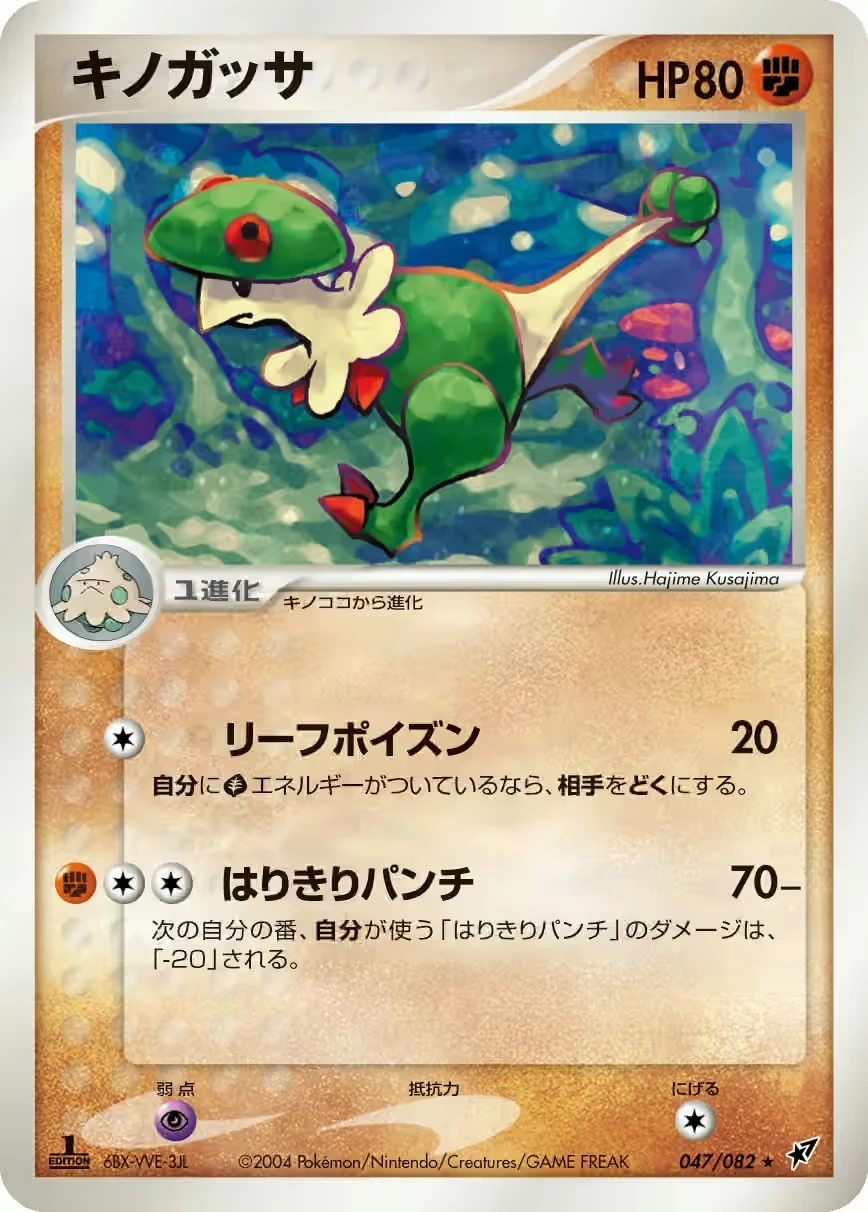 キノガッサ HP80
Illus.Hajime Kusajima
1進化
キノココから進化
リーフポイズン 20
自分にエネルギーがついているなら、相手をどくにする。
はりきりパンチ 70−
次の自分の番、自分が使う「はりきりパンチ」のダメージは、
「-20」される。
弱点 抵抗力 にげる
1 EDITION 6BX-VVE-3JL ©2004 Pokémon/Nintendo/Creatures/GAME FREAK 047/082 ★